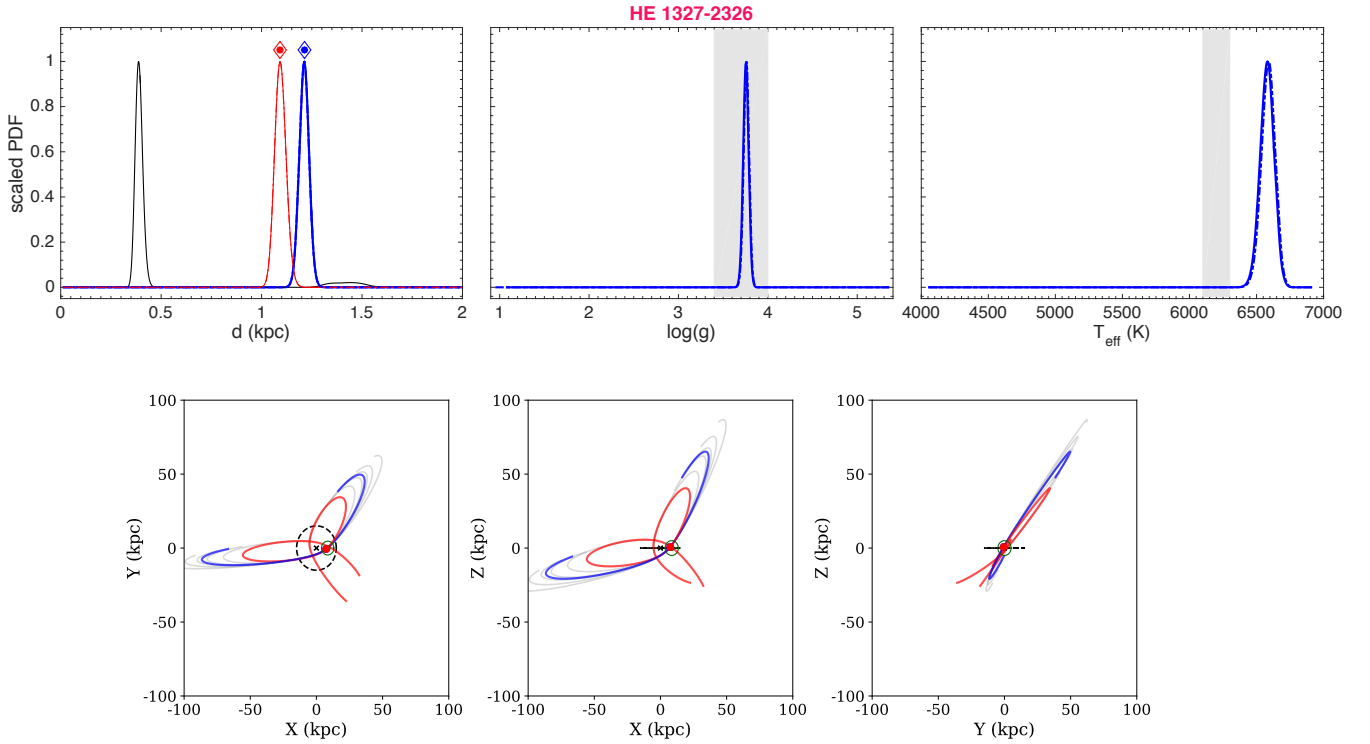 HE 1327-2326
scaled PDF
1
0.8
0.6
0.4
0.2
0
0 0.5 1 1.5 2
d (kpc)
1 2 3 4 5
log(g)
4000 4500 5000 5500 6000 6500 7000
T_eff (K)
Y (kpc)
100
50
0
-50
-100
-100 -50 0 50 100
X (kpc)
Z (kpc)
100
50
0
-50
-100
-100 -50 0 50 100
X (kpc)
Z (kpc)
100
50
0
-50
-100
-100 -50 0 50 100
Y (kpc)